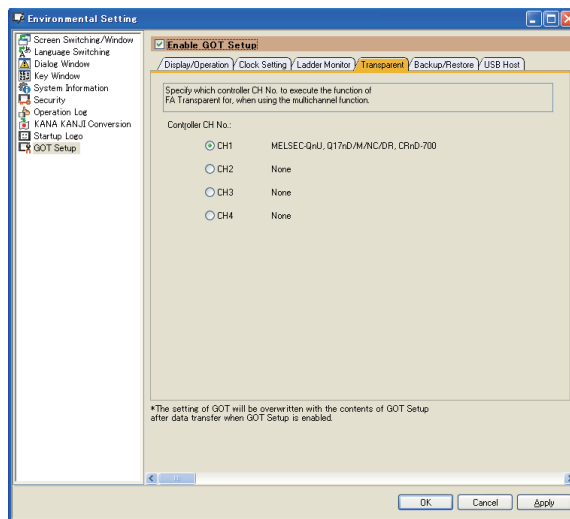 Environmental Setting
Screen Switching/Window
Language Switching
Dialog Window
Key Window
System Information
Security
Operation Log
KANA KANJI Conversion
Startup Logo
GOT Setup
Enable GOT Setup
Display/Operation Clock Setting Ladder Monitor Transparent Backup/Restore USB Host
Specify which controller CH No. to execute the function of
FA Transparent for, when using the multichannel function.
Controller CH No.:
CH1 MELSEC-QnU, Q17nD/M/NC/DR, CRnD-700
CH2 None
CH3 None
CH4 None
*The setting of GOT will be overwritten with the contents of GOT Setup
after data transfer when GOT Setup is enabled.
OK Cancel Apply